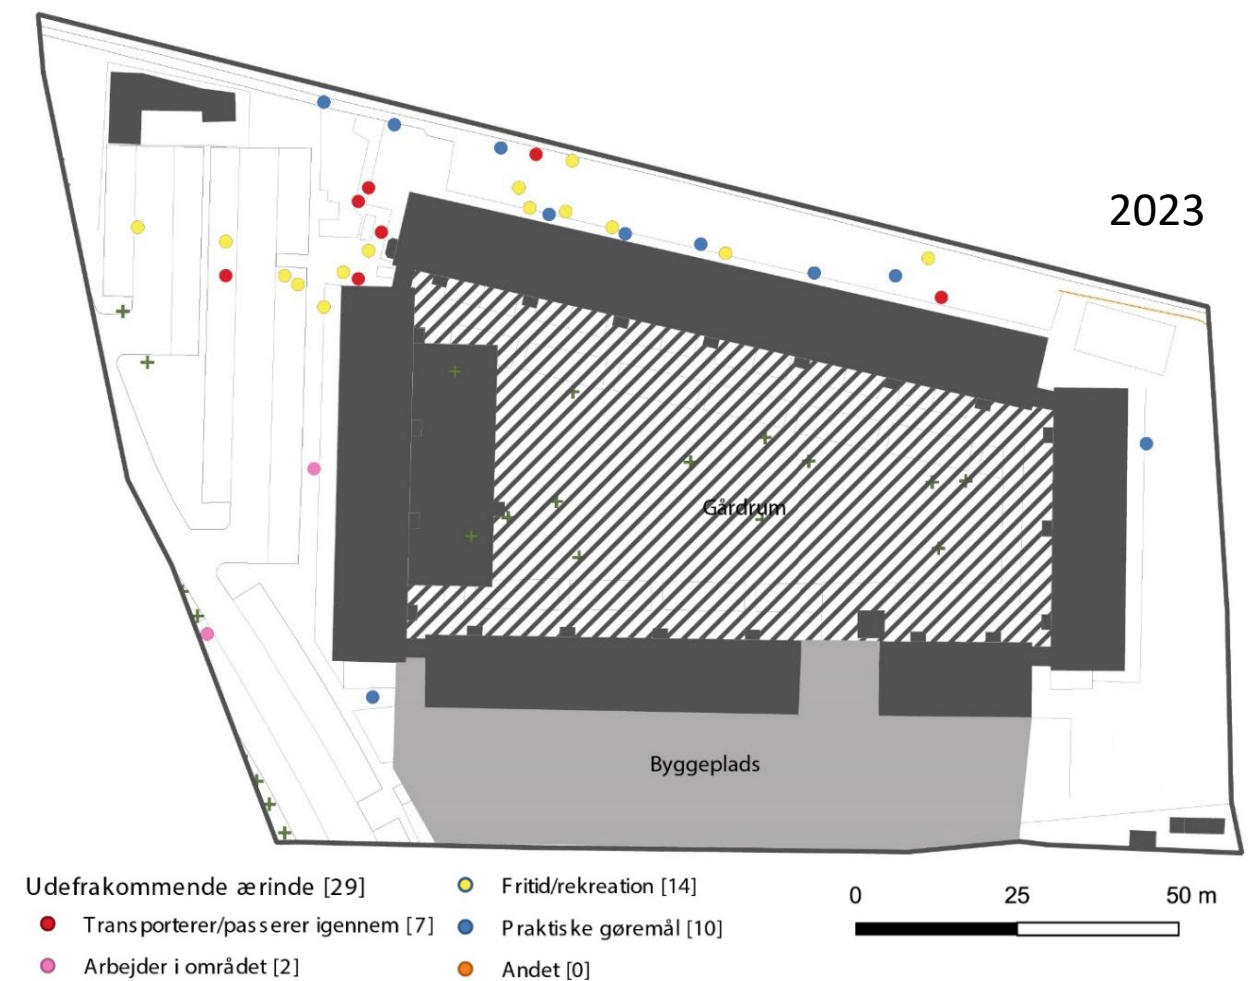 2023
Gårdrum
Byggeplads
Udefrakommende ærinde [29]
Transporterer/passerer igennem [7]
Arbejder i området [2]
Fritid/rekreation [14]
Praktiske gøremål [10]
Andet [0]
0 25 50 m